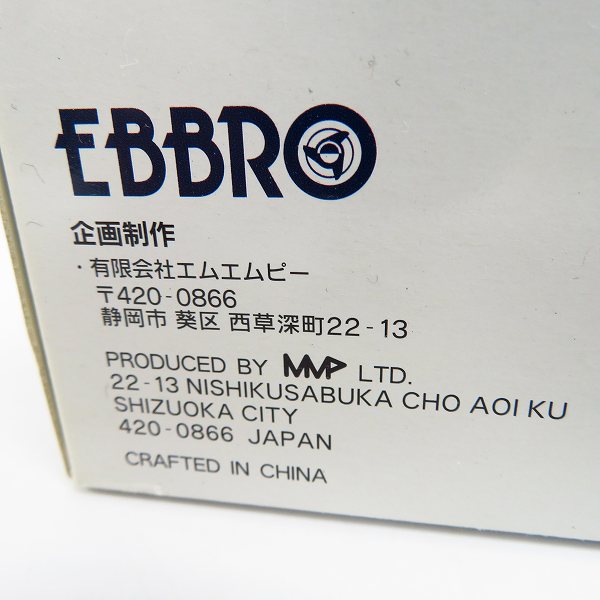 EBBRO
企画制作
・有限会社エムエムピー
〒420-0866
静岡市 葵区 西草深町22-13
PRODUCED BY MMP LTD.
22-13 NISHIKUSABUKA CHO AOI KU
SHIZUOKA CITY
420-0866 JAPAN
CRAFTED IN CHINA